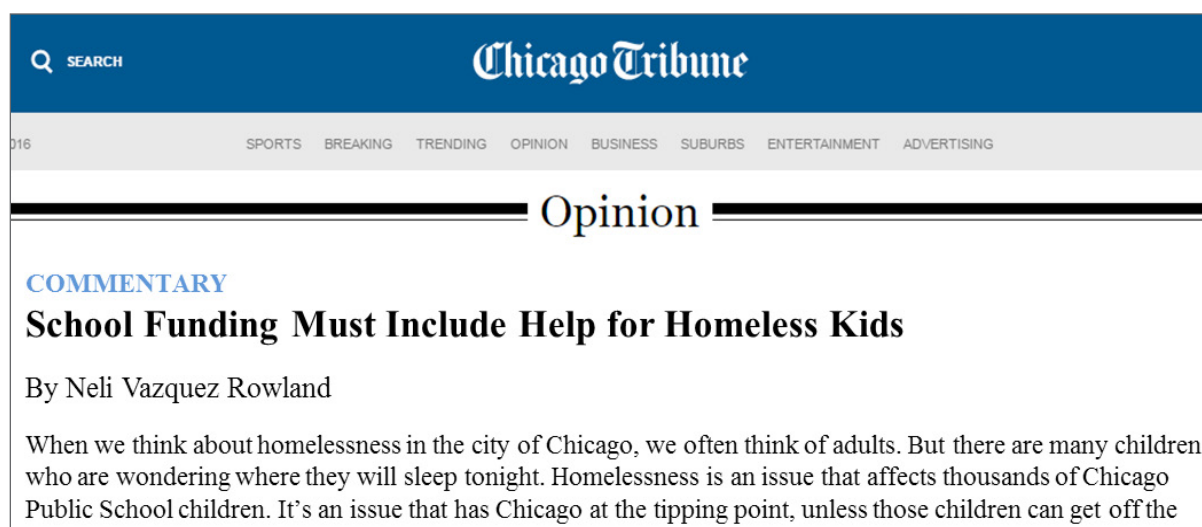 SEARCH
Chicago Tribune
016 SPORTS BREAKING TRENDING OPINION BUSINESS SUBURBS ENTERTAINMENT ADVERTISING
Opinion
COMMENTARY
School Funding Must Include Help for Homeless Kids
By Neli Vazquez Rowland
When we think about homelessness in the city of Chicago, we often think of adults. But there are many children
who are wondering where they will sleep tonight. Homelessness is an issue that affects thousands of Chicago
Public School children. It’s an issue that has Chicago at the tipping point, unless those children can get off the